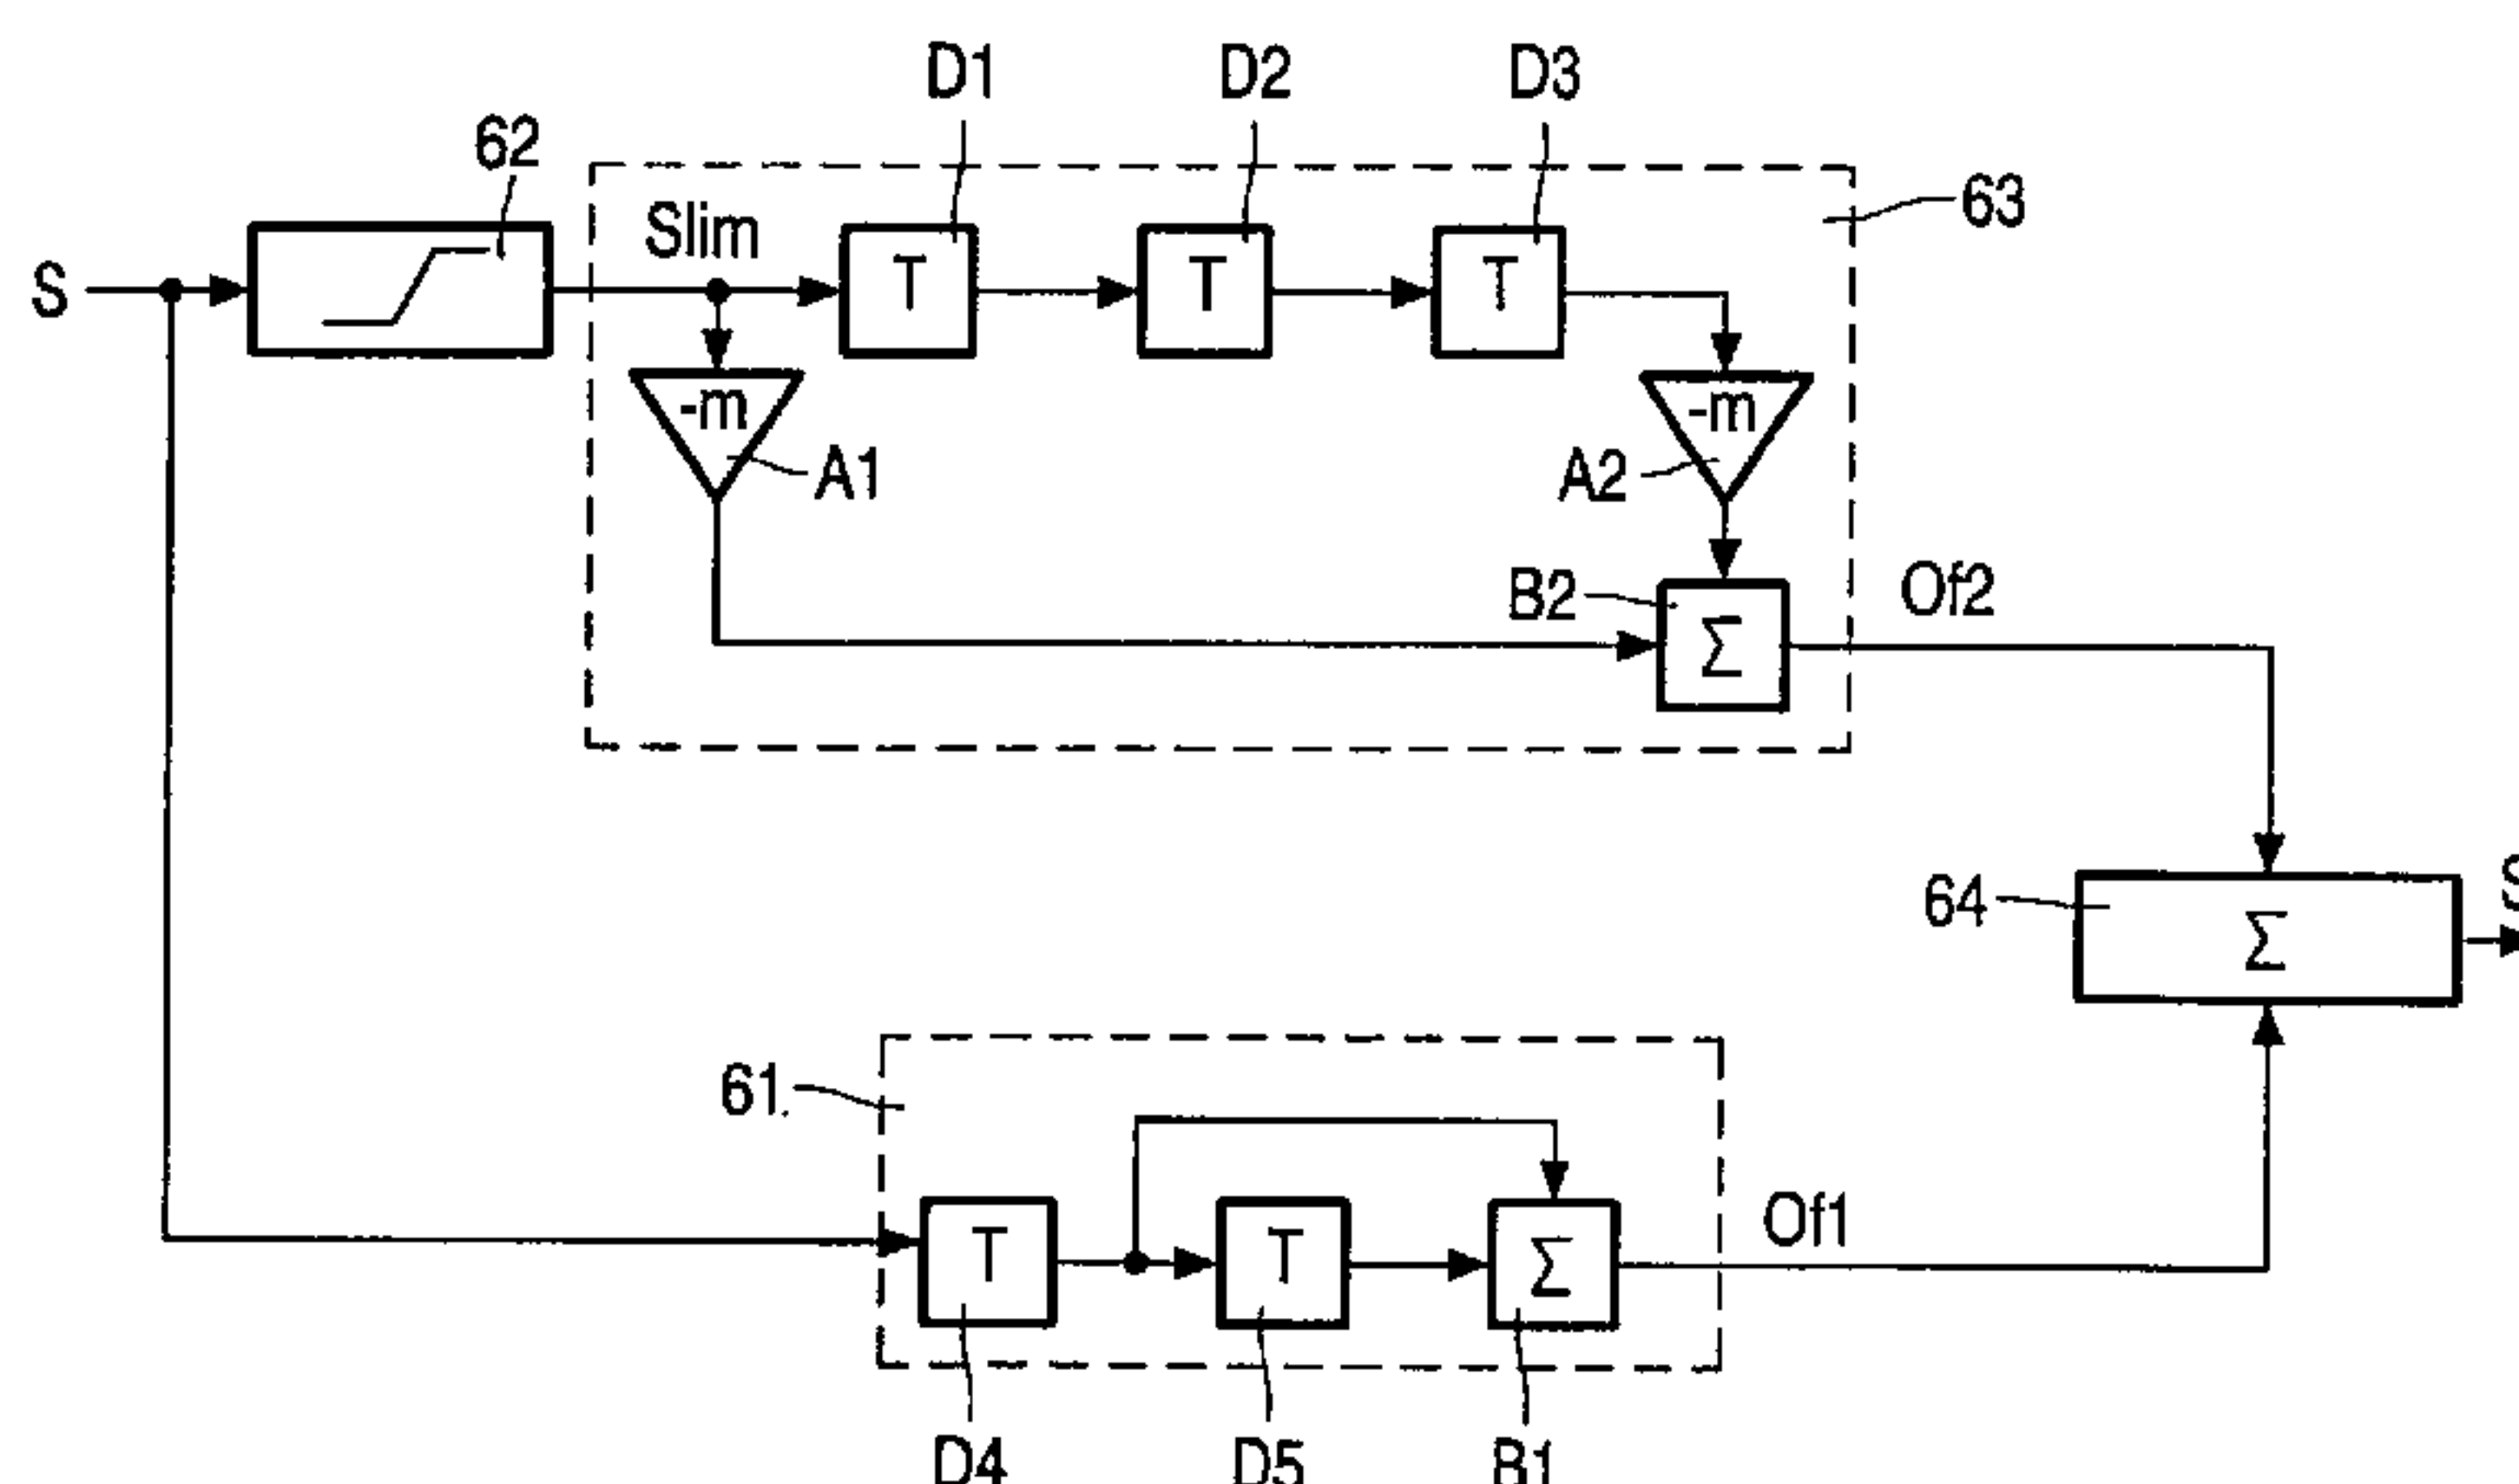 D1
D2
D3
62
63
Slim
S
T
T
T
-m
-m
A1
A2
B2
Of2
Σ
64
Σ
S
61.
Of1
T
T
Σ
D4
D5
B1